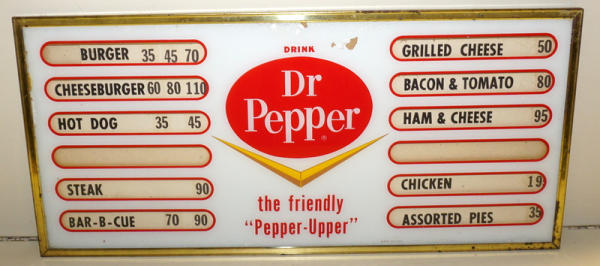 BURGER 35 45 70
CHEESEBURGER 60 80 110
HOT DOG 35 45
STEAK 90
BAR-B-CUE 70 90
DRINK
Dr
Pepper
®
the friendly
"Pepper-Upper"
GRILLED CHEESE 50
BACON & TOMATO 80
HAM & CHEESE 95
CHICKEN 19
ASSORTED PIES 35